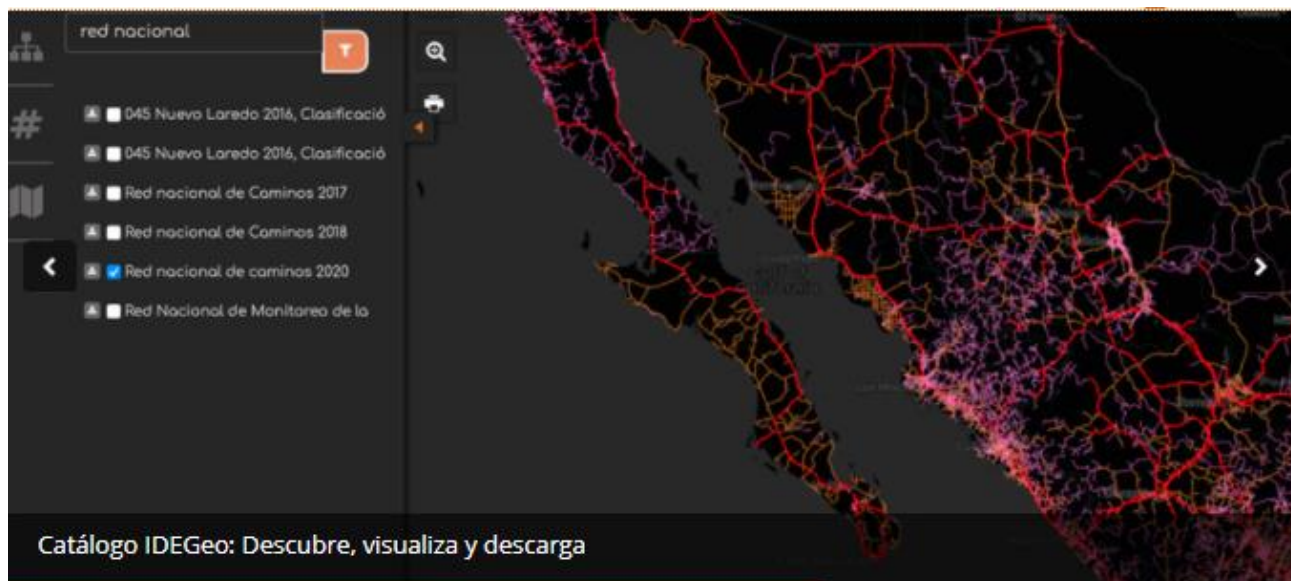 red nacional
045 Nuevo Laredo 2016, Clasificació
045 Nuevo Laredo 2016, Clasificació
Red nacional de Caminos 2017
Red nacional de Caminos 2018
Red nacional de caminos 2020
Red Nacional de Monitoreo de la
Catálogo IDEGeo: Descubre, visualiza y descarga